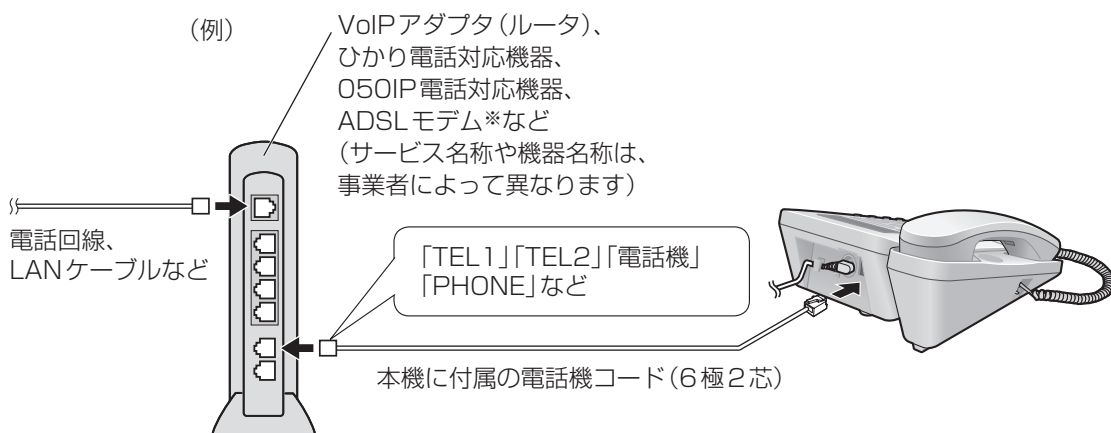 (例)
VoIPアダプタ(ルータ)、
ひかり電話対応機器、
050IP電話対応機器、
ADSLモデム※など
(サービス名称や機器名称は、
事業者によって異なります)
電話回線、
LANケーブルなど
「TEL1」「TEL2」「電話機」
「PHONE」など
本機に付属の電話機コード(6極2芯)